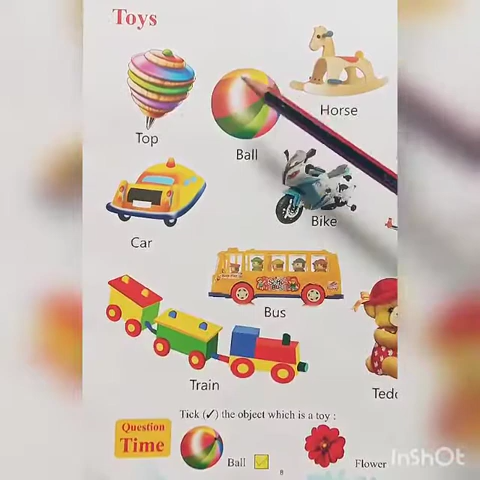 Toys
Top
Ball
Horse
Car
Bike
Bus
Train
Tedd
Tick (✓) the object which is a toy :
Question
Time
Ball
Flower
8
InShOt